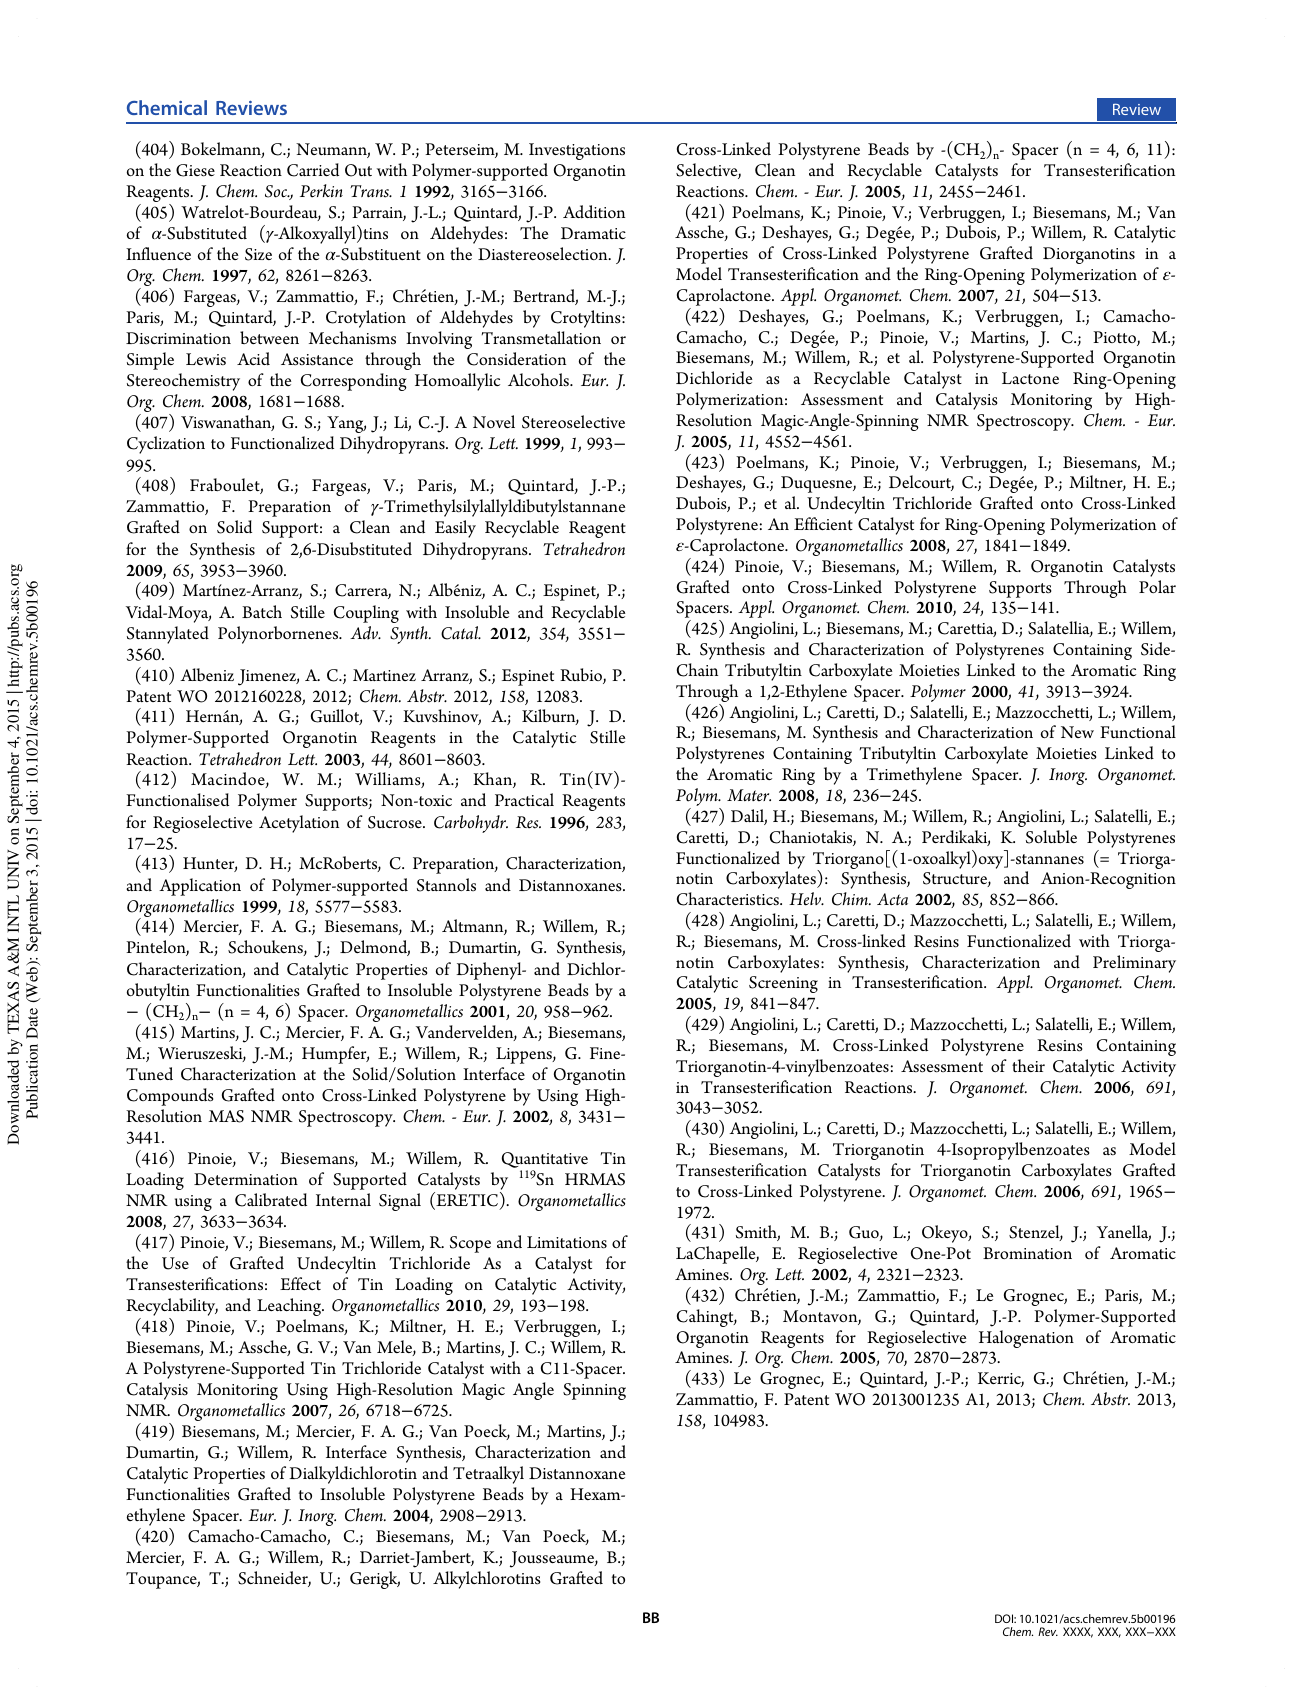 Chemical Reviews
Review
(404) Bokelmann, C.; Neumann, W. P.; Peterseim, M. Investigations
on the Giese Reaction Carried Out with Polymer-supported Organotin
Reagents. J. Chem. Soc., Perkin Trans. 1 1992, 3165−3166.
(405) Watrelot-Bourdeau, S.; Parrain, J.-L.; Quintard, J.-P. Addition
of α-Substituted (γ-Alkoxyallyl)tins on Aldehydes: The Dramatic
Influence of the Size of the α-Substituent on the Diastereoselection. J.
Org. Chem. 1997, 62, 8261−8263.
(406) Fargeas, V.; Zammattio, F.; Chrétien, J.-M.; Bertrand, M.-J.;
Paris, M.; Quintard, J.-P. Crotylation of Aldehydes by Crotyltins:
Discrimination between Mechanisms Involving Transmetallation or
Simple Lewis Acid Assistance through the Consideration of the
Stereochemistry of the Corresponding Homoallylic Alcohols. Eur. J.
Org. Chem. 2008, 1681−1688.
(407) Viswanathan, G. S.; Yang, J.; Li, C.-J. A Novel Stereoselective
Cyclization to Functionalized Dihydropyrans. Org. Lett. 1999, 1, 993−
995.
(408) Fraboulet, G.; Fargeas, V.; Paris, M.; Quintard, J.-P.;
Zammattio, F. Preparation of γ-Trimethylsilylallyldibutylstannane
Grafted on Solid Support: a Clean and Easily Recyclable Reagent
for the Synthesis of 2,6-Disubstituted Dihydropyrans. Tetrahedron
2009, 65, 3953−3960.
(409) Martínez-Arranz, S.; Carrera, N.; Albéniz, A. C.; Espinet, P.;
Vidal-Moya, A. Batch Stille Coupling with Insoluble and Recyclable
Stannylated Polynorbornenes. Adv. Synth. Catal. 2012, 354, 3551−
3560.
(410) Albeniz Jimenez, A. C.; Martinez Arranz, S.; Espinet Rubio, P.
Patent WO 2012160228, 2012; Chem. Abstr. 2012, 158, 12083.
(411) Hernán, A. G.; Guillot, V.; Kuvshinov, A.; Kilburn, J. D.
Polymer-Supported Organotin Reagents in the Catalytic Stille
Reaction. Tetrahedron Lett. 2003, 44, 8601−8603.
(412) Macindoe, W. M.; Williams, A.; Khan, R. Tin(IV)-
Functionalised Polymer Supports; Non-toxic and Practical Reagents
for Regioselective Acetylation of Sucrose. Carbohydr. Res. 1996, 283,
17−25.
(413) Hunter, D. H.; McRoberts, C. Preparation, Characterization,
and Application of Polymer-supported Stannols and Distannoxanes.
Organometallics 1999, 18, 5577−5583.
(414) Mercier, F. A. G.; Biesemans, M.; Altmann, R.; Willem, R.;
Pintelon, R.; Schoukens, J.; Delmond, B.; Dumartin, G. Synthesis,
Characterization, and Catalytic Properties of Diphenyl- and Dichlor-
obutyltin Functionalities Grafted to Insoluble Polystyrene Beads by a
− (CH2)n− (n = 4, 6) Spacer. Organometallics 2001, 20, 958−962.
(415) Martins, J. C.; Mercier, F. A. G.; Vandervelden, A.; Biesemans,
M.; Wieruszeski, J.-M.; Humpfer, E.; Willem, R.; Lippens, G. Fine-
Tuned Characterization at the Solid/Solution Interface of Organotin
Compounds Grafted onto Cross-Linked Polystyrene by Using High-
Resolution MAS NMR Spectroscopy. Chem. - Eur. J. 2002, 8, 3431−
3441.
(416) Pinoie, V.; Biesemans, M.; Willem, R. Quantitative Tin
Loading Determination of Supported Catalysts by 119Sn HRMAS
NMR using a Calibrated Internal Signal (ERETIC). Organometallics
2008, 27, 3633−3634.
(417) Pinoie, V.; Biesemans, M.; Willem, R. Scope and Limitations of
the Use of Grafted Undecyltin Trichloride As a Catalyst for
Transesterifications: Effect of Tin Loading on Catalytic Activity,
Recyclability, and Leaching. Organometallics 2010, 29, 193−198.
(418) Pinoie, V.; Poelmans, K.; Miltner, H. E.; Verbruggen, I.;
Biesemans, M.; Assche, G. V.; Van Mele, B.; Martins, J. C.; Willem, R.
A Polystyrene-Supported Tin Trichloride Catalyst with a C11-Spacer.
Catalysis Monitoring Using High-Resolution Magic Angle Spinning
NMR. Organometallics 2007, 26, 6718−6725.
(419) Biesemans, M.; Mercier, F. A. G.; Van Poeck, M.; Martins, J.;
Dumartin, G.; Willem, R. Interface Synthesis, Characterization and
Catalytic Properties of Dialkyldichlorotin and Tetraalkyl Distannoxane
Functionalities Grafted to Insoluble Polystyrene Beads by a Hexam-
ethylene Spacer. Eur. J. Inorg. Chem. 2004, 2908−2913.
(420) Camacho-Camacho, C.; Biesemans, M.; Van Poeck, M.;
Mercier, F. A. G.; Willem, R.; Darriet-Jambert, K.; Jousseaume, B.;
Toupance, T.; Schneider, U.; Gerigk, U. Alkylchlorotins Grafted to
Cross-Linked Polystyrene Beads by -(CH2)n- Spacer (n = 4, 6, 11):
Selective, Clean and Recyclable Catalysts for Transesterification
Reactions. Chem. - Eur. J. 2005, 11, 2455−2461.
(421) Poelmans, K.; Pinoie, V.; Verbruggen, I.; Biesemans, M.; Van
Assche, G.; Deshayes, G.; Degée, P.; Dubois, P.; Willem, R. Catalytic
Properties of Cross-Linked Polystyrene Grafted Diorganotins in a
Model Transesterification and the Ring-Opening Polymerization of ε-
Caprolactone. Appl. Organomet. Chem. 2007, 21, 504−513.
(422) Deshayes, G.; Poelmans, K.; Verbruggen, I.; Camacho-
Camacho, C.; Degée, P.; Pinoie, V.; Martins, J. C.; Piotto, M.;
Biesemans, M.; Willem, R.; et al. Polystyrene-Supported Organotin
Dichloride as a Recyclable Catalyst in Lactone Ring-Opening
Polymerization: Assessment and Catalysis Monitoring by High-
Resolution Magic-Angle-Spinning NMR Spectroscopy. Chem. - Eur.
J. 2005, 11, 4552−4561.
(423) Poelmans, K.; Pinoie, V.; Verbruggen, I.; Biesemans, M.;
Deshayes, G.; Duquesne, E.; Delcourt, C.; Degée, P.; Miltner, H. E.;
Dubois, P.; et al. Undecyltin Trichloride Grafted onto Cross-Linked
Polystyrene: An Efficient Catalyst for Ring-Opening Polymerization of
ε-Caprolactone. Organometallics 2008, 27, 1841−1849.
(424) Pinoie, V.; Biesemans, M.; Willem, R. Organotin Catalysts
Grafted onto Cross-Linked Polystyrene Supports Through Polar
Spacers. Appl. Organomet. Chem. 2010, 24, 135−141.
(425) Angiolini, L.; Biesemans, M.; Carettia, D.; Salatellia, E.; Willem,
R. Synthesis and Characterization of Polystyrenes Containing Side-
Chain Tributyltin Carboxylate Moieties Linked to the Aromatic Ring
Through a 1,2-Ethylene Spacer. Polymer 2000, 41, 3913−3924.
(426) Angiolini, L.; Caretti, D.; Salatelli, E.; Mazzocchetti, L.; Willem,
R.; Biesemans, M. Synthesis and Characterization of New Functional
Polystyrenes Containing Tributyltin Carboxylate Moieties Linked to
the Aromatic Ring by a Trimethylene Spacer. J. Inorg. Organomet.
Polym. Mater. 2008, 18, 236−245.
(427) Dalil, H.; Biesemans, M.; Willem, R.; Angiolini, L.; Salatelli, E.;
Caretti, D.; Chaniotakis, N. A.; Perdikaki, K. Soluble Polystyrenes
Functionalized by Triorgano[(1-oxoalkyl)oxy]-stannanes (= Triorga-
notin Carboxylates): Synthesis, Structure, and Anion-Recognition
Characteristics. Helv. Chim. Acta 2002, 85, 852−866.
(428) Angiolini, L.; Caretti, D.; Mazzocchetti, L.; Salatelli, E.; Willem,
R.; Biesemans, M. Cross-linked Resins Functionalized with Triorga-
notin Carboxylates: Synthesis, Characterization and Preliminary
Catalytic Screening in Transesterification. Appl. Organomet. Chem.
2005, 19, 841−847.
(429) Angiolini, L.; Caretti, D.; Mazzocchetti, L.; Salatelli, E.; Willem,
R.; Biesemans, M. Cross-Linked Polystyrene Resins Containing
Triorganotin-4-vinylbenzoates: Assessment of their Catalytic Activity
in Transesterification Reactions. J. Organomet. Chem. 2006, 691,
3043−3052.
(430) Angiolini, L.; Caretti, D.; Mazzocchetti, L.; Salatelli, E.; Willem,
R.; Biesemans, M. Triorganotin 4-Isopropylbenzoates as Model
Transesterification Catalysts for Triorganotin Carboxylates Grafted
to Cross-Linked Polystyrene. J. Organomet. Chem. 2006, 691, 1965−
1972.
(431) Smith, M. B.; Guo, L.; Okeyo, S.; Stenzel, J.; Yanella, J.;
LaChapelle, E. Regioselective One-Pot Bromination of Aromatic
Amines. Org. Lett. 2002, 4, 2321−2323.
(432) Chrétien, J.-M.; Zammattio, F.; Le Grognec, E.; Paris, M.;
Cahingt, B.; Montavon, G.; Quintard, J.-P. Polymer-Supported
Organotin Reagents for Regioselective Halogenation of Aromatic
Amines. J. Org. Chem. 2005, 70, 2870−2873.
(433) Le Grognec, E.; Quintard, J.-P.; Kerric, G.; Chrétien, J.-M.;
Zammattio, F. Patent WO 2013001235 A1, 2013; Chem. Abstr. 2013,
158, 104983.
Downloaded by TEXAS A&M INTL UNIV on September 4, 2015 | http://pubs.acs.org
Publication Date (Web): September 3, 2015 | doi: 10.1021/acs.chemrev.5b00196
BB
DOI: 10.1021/acs.chemrev.5b00196
Chem. Rev. XXXX, XXX, XXX−XXX